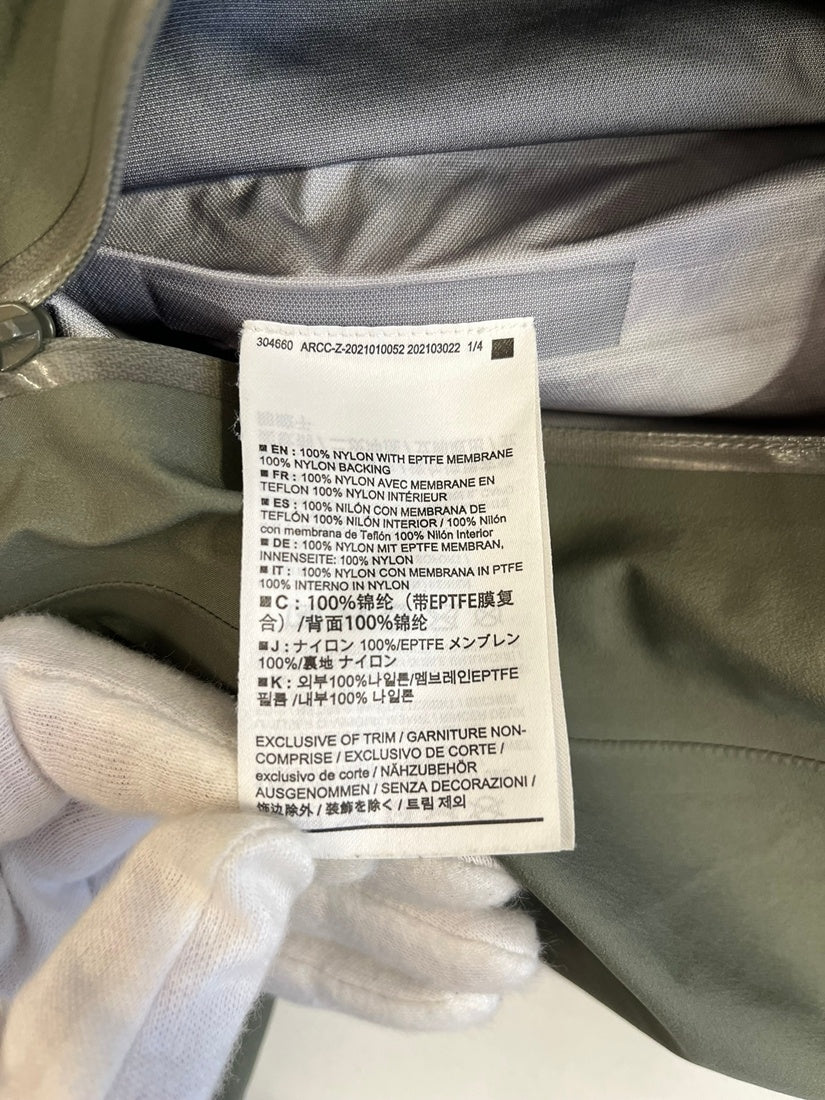 304660 ARCC-Z-2021010052 202103022 1/4
EN : 100% NYLON WITH EPTFE MEMBRANE
100% NYLON BACKING
FR : 100% NYLON AVEC MEMBRANE EN
TEFLON 100% NYLON INTÉRIEUR
ES : 100% NILÓN CON MEMBRANA DE
TEFLÓN 100% NILÓN INTERIOR / 100% Nilón
con membrana de Teflón 100% Nilón Interior
DE : 100% NYLON MIT EPTFE MEMBRAN,
INNENSEITE: 100% NYLON
IT : 100% NYLON CON MEMBRANA IN PTFE
100% INTERNO IN NYLON
C : 100%锦纶（带EPTFE膜复
合）/背面100%锦纶
J : ナイロン 100%/EPTFE メンブレン
100%/裏地 ナイロン
K : 외부100%나일론/멤브레인EPTFE
필름 /내부100% 나일론
EXCLUSIVE OF TRIM / GARNITURE NON-
COMPRISE / EXCLUSIVO DE CORTE /
exclusivo de corte / NÄHZUBEHÖR
AUSGENOMMEN / SENZA DECORAZIONI /
饰边除外 / 装飾を除く / 트림 제외